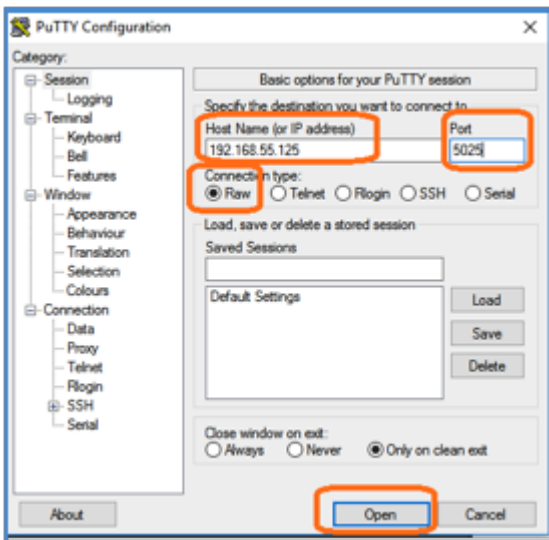 PuTTY Configuration
Category:
Session
Logging
Terminal
Keyboard
Bell
Features
Window
Appearance
Behaviour
Translation
Selection
Colours
Connection
Data
Proxy
Telnet
Rlogin
SSH
Serial
Basic options for your PuTTY session
Specify the destination you want to connect to
Host Name (or IP address) Port
192.168.55.125 5025
Connection type:
Raw Telnet Rlogin SSH Serial
Load, save or delete a stored session
Saved Sessions
Default Settings
Load
Save
Delete
Close window on exit:
Always Never Only on clean exit
About Open Cancel